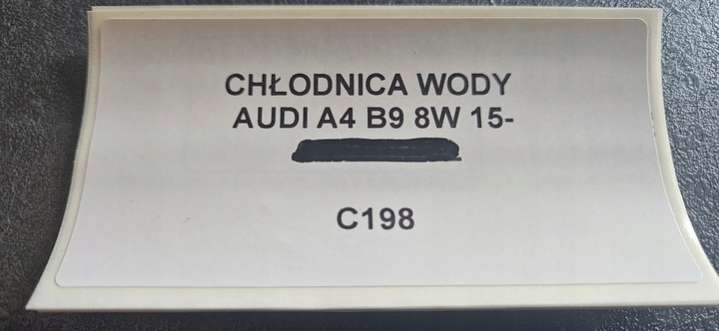 CHŁODNICA WODY
AUDI A4 B9 8W 15-
C198